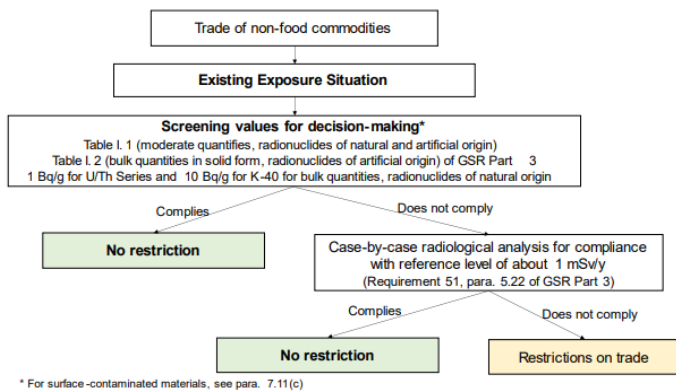 Trade of non-food commodities
Existing Exposure Situation
Screening values for decision-making*
Table I. 1 (moderate quantifies, radionuclides of natural and artificial origin)
Table I. 2 (bulk quantities in solid form, radionuclides of artificial origin) of GSR Part 3
1 Bq/g for U/Th Series and 10 Bq/g for K-40 for bulk quantities, radionuclides of natural origin
Complies
Does not comply
No restriction
Case-by-case radiological analysis for compliance
with reference level of about 1 mSv/y
(Requirement 51, para. 5.22 of GSR Part 3)
Complies
Does not comply
No restriction
Restrictions on trade
* For surface-contaminated materials, see para. 7.11(c)